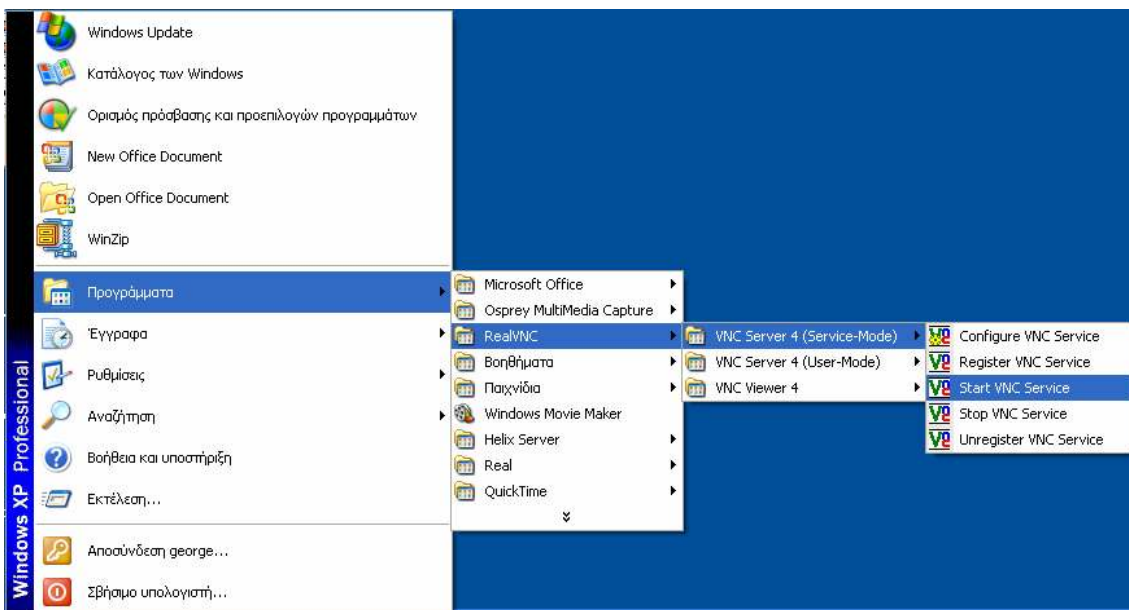 Windows XP Professional
Windows Update
Κατάλογος των Windows
Ορισμός πρόσβασης και προεπιλογών προγραμμάτων
New Office Document
Open Office Document
WinZip
Προγράμματα
Έγγραφα
Ρυθμίσεις
Αναζήτηση
Βοήθεια και υποστήριξη
Εκτέλεση...
Αποσύνδεση george...
Σβήσιμο υπολογιστή...
Microsoft Office
Osprey MultiMedia Capture
RealVNC
Βοηθήματα
Παιχνίδια
Windows Movie Maker
Helix Server
Real
QuickTime
VNC Server 4 (Service-Mode)
VNC Server 4 (User-Mode)
VNC Viewer 4
Configure VNC Service
Register VNC Service
Start VNC Service
Stop VNC Service
Unregister VNC Service